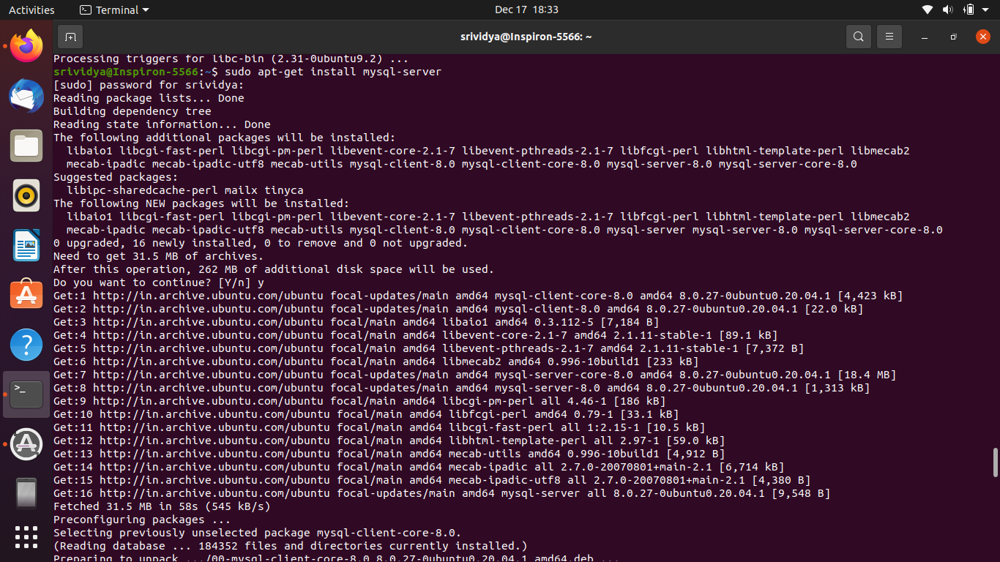 Activities Terminal Dec 17 18:33
srividya@Inspiron-5566: ~
Processing triggers for libc-bin (2.31-0ubuntu9.2) ...
srividya@Inspiron-5566:~$ sudo apt-get install mysql-server
[sudo] password for srividya:
Reading package lists... Done
Building dependency tree
Reading state information... Done
The following additional packages will be installed:
  libaio1 libcgi-fast-perl libcgi-pm-perl libevent-core-2.1-7 libevent-pthreads-2.1-7 libfcgi-perl libhtml-template-perl libmecab2
  mecab-ipadic mecab-ipadic-utf8 mecab-utils mysql-client-8.0 mysql-client-core-8.0 mysql-server-8.0 mysql-server-core-8.0
Suggested packages:
  libipc-sharedcache-perl mailx tinyca
The following NEW packages will be installed:
  libaio1 libcgi-fast-perl libcgi-pm-perl libevent-core-2.1-7 libevent-pthreads-2.1-7 libfcgi-perl libhtml-template-perl libmecab2
  mecab-ipadic mecab-ipadic-utf8 mecab-utils mysql-client-8.0 mysql-client-core-8.0 mysql-server mysql-server-8.0 mysql-server-core-8.0
0 upgraded, 16 newly installed, 0 to remove and 0 not upgraded.
Need to get 31.5 MB of archives.
After this operation, 262 MB of additional disk space will be used.
Do you want to continue? [Y/n] y
Get:1 http://in.archive.ubuntu.com/ubuntu focal-updates/main amd64 mysql-client-core-8.0 amd64 8.0.27-0ubuntu0.20.04.1 [4,423 kB]
Get:2 http://in.archive.ubuntu.com/ubuntu focal-updates/main amd64 mysql-client-8.0 amd64 8.0.27-0ubuntu0.20.04.1 [22.0 kB]
Get:3 http://in.archive.ubuntu.com/ubuntu focal/main amd64 libaio1 amd64 0.3.112-5 [7,184 B]
Get:4 http://in.archive.ubuntu.com/ubuntu focal/main amd64 libevent-core-2.1-7 amd64 2.1.11-stable-1 [89.1 kB]
Get:5 http://in.archive.ubuntu.com/ubuntu focal/main amd64 libevent-pthreads-2.1-7 amd64 2.1.11-stable-1 [7,372 B]
Get:6 http://in.archive.ubuntu.com/ubuntu focal/main amd64 libmecab2 amd64 0.996-10build1 [233 kB]
Get:7 http://in.archive.ubuntu.com/ubuntu focal-updates/main amd64 mysql-server-core-8.0 amd64 8.0.27-0ubuntu0.20.04.1 [18.4 MB]
Get:8 http://in.archive.ubuntu.com/ubuntu focal-updates/main amd64 mysql-server-8.0 amd64 8.0.27-0ubuntu0.20.04.1 [1,313 kB]
Get:9 http://in.archive.ubuntu.com/ubuntu focal/main amd64 libcgi-pm-perl all 4.46-1 [186 kB]
Get:10 http://in.archive.ubuntu.com/ubuntu focal/main amd64 libfcgi-perl amd64 0.79-1 [33.1 kB]
Get:11 http://in.archive.ubuntu.com/ubuntu focal/main amd64 libcgi-fast-perl all 1:2.15-1 [10.5 kB]
Get:12 http://in.archive.ubuntu.com/ubuntu focal/main amd64 libhtml-template-perl all 2.97-1 [59.0 kB]
Get:13 http://in.archive.ubuntu.com/ubuntu focal/main amd64 mecab-utils amd64 0.996-10build1 [4,912 B]
Get:14 http://in.archive.ubuntu.com/ubuntu focal/main amd64 mecab-ipadic all 2.7.0-20070801+main-2.1 [6,714 kB]
Get:15 http://in.archive.ubuntu.com/ubuntu focal/main amd64 mecab-ipadic-utf8 all 2.7.0-20070801+main-2.1 [4,380 B]
Get:16 http://in.archive.ubuntu.com/ubuntu focal-updates/main amd64 mysql-server all 8.0.27-0ubuntu0.20.04.1 [9,548 B]
Fetched 31.5 MB in 58s (545 kB/s)
Preconfiguring packages ...
Selecting previously unselected package mysql-client-core-8.0.
(Reading database ... 184352 files and directories currently installed.)
Preparing to unpack .../00-mysql-client-core-8.0_8.0.27-0ubuntu0.20.04.1_amd64.deb ...